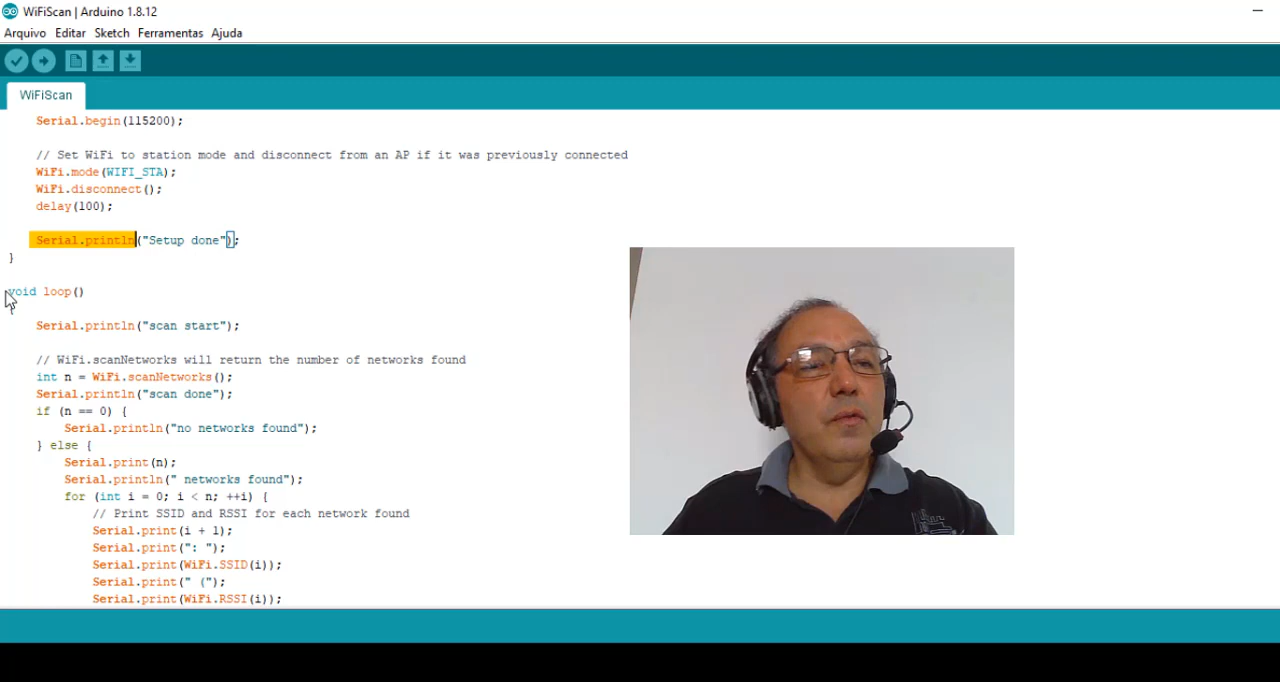 WiFiScan | Arduino 1.8.12
Arquivo Editar Sketch Ferramentas Ajuda
WiFiScan
Serial.begin(115200);
// Set WiFi to station mode and disconnect from an AP if it was previously connected
WiFi.mode(WIFI_STA);
WiFi.disconnect();
delay(100);
Serial.println("Setup done");
}
void loop()
{
Serial.println("scan start");
// WiFi.scanNetworks will return the number of networks found
int n = WiFi.scanNetworks();
Serial.println("scan done");
if (n == 0) {
Serial.println("no networks found");
} else {
Serial.print(n);
Serial.println(" networks found");
for (int i = 0; i < n; ++i) {
// Print SSID and RSSI for each network found
Serial.print(i + 1);
Serial.print(": ");
Serial.print(WiFi.SSID(i));
Serial.print(" (");
Serial.print(WiFi.RSSI(i));